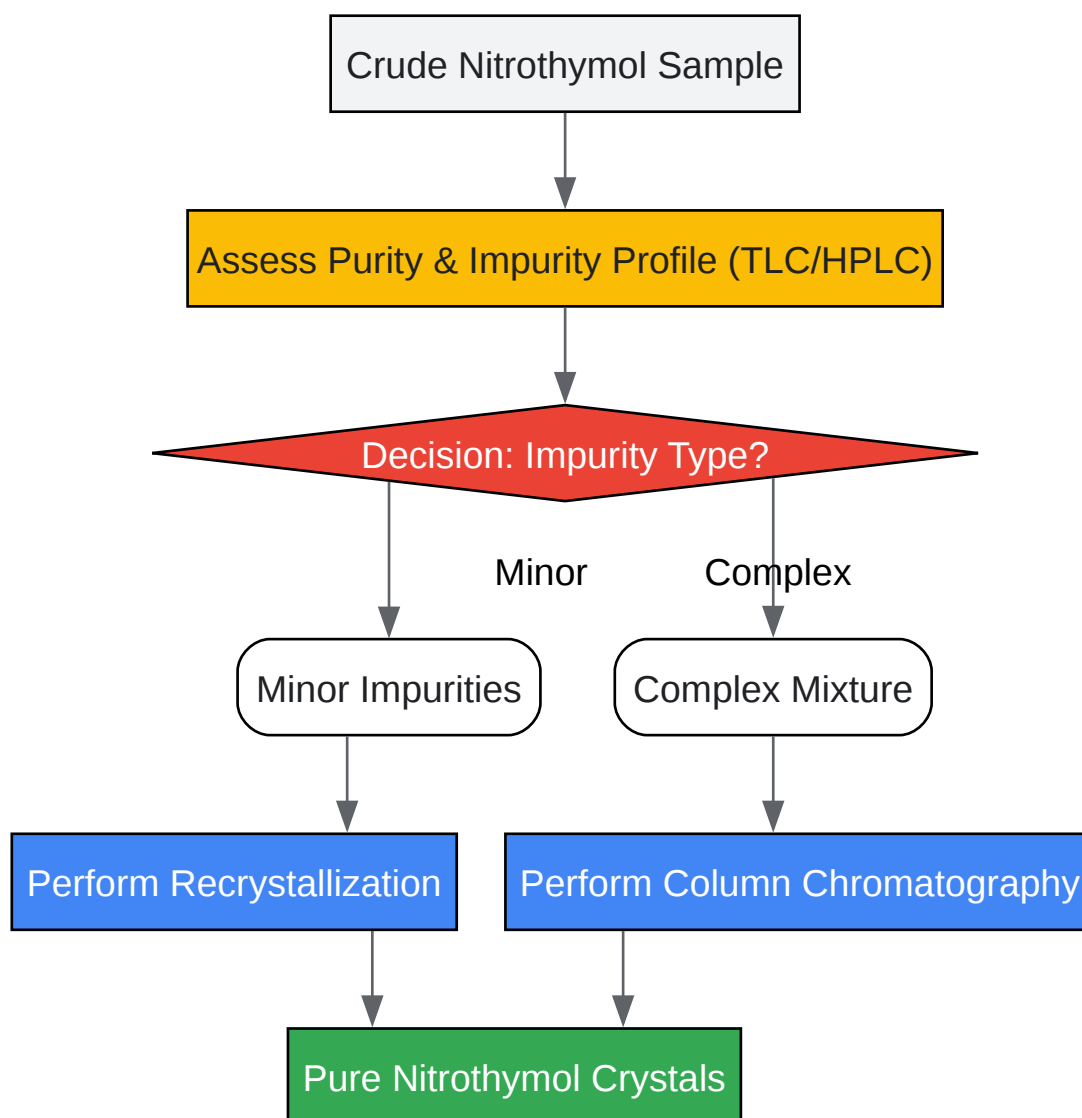 Crude Nitrothymol Sample
Assess Purity & Impurity Profile (TLC/HPLC)
Decision: Impurity Type?
Minor
Complex
Minor Impurities
Complex Mixture
Perform Recrystallization
Perform Column Chromatography
Pure Nitrothymol Crystals